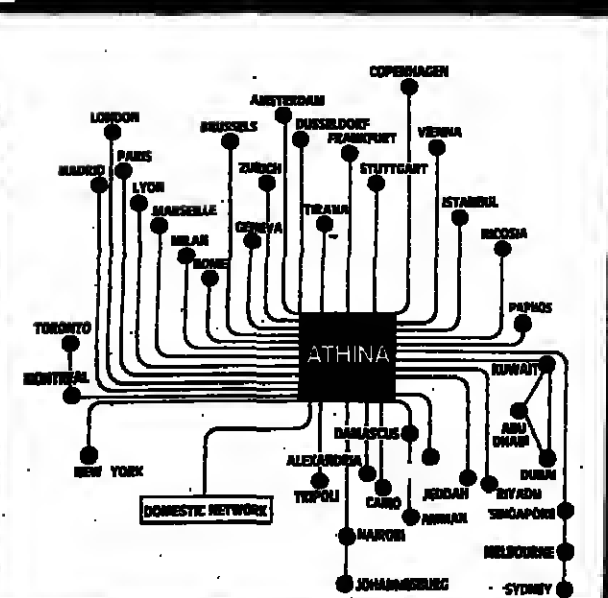 COPENHAGEN
AMSTERDAM
LONDON
BRUSSELS
DUSSELDORF
FRANKFURT
VIENNA
PARIS
MADRID
ZURICH
STUTTGART
LYON
MARSEILLE
TIRANA
ISTANBUL
GENEVA
MILAN
ROME
NICOSIA
PAPHOS
TORONTO
ATHINA
KUWAIT
MONTREAL
ABU
DHABI
DAMASCUS
ALEXANDRIA
NEW YORK
DUBAI
TRIPOLI
CAIRO
JEDDAH
RIYADH
DOMESTIC NETWORK
AMMAN
SINGAPORE
NAIROBI
MELBOURNE
JOHANNESBURG
SYDNEY